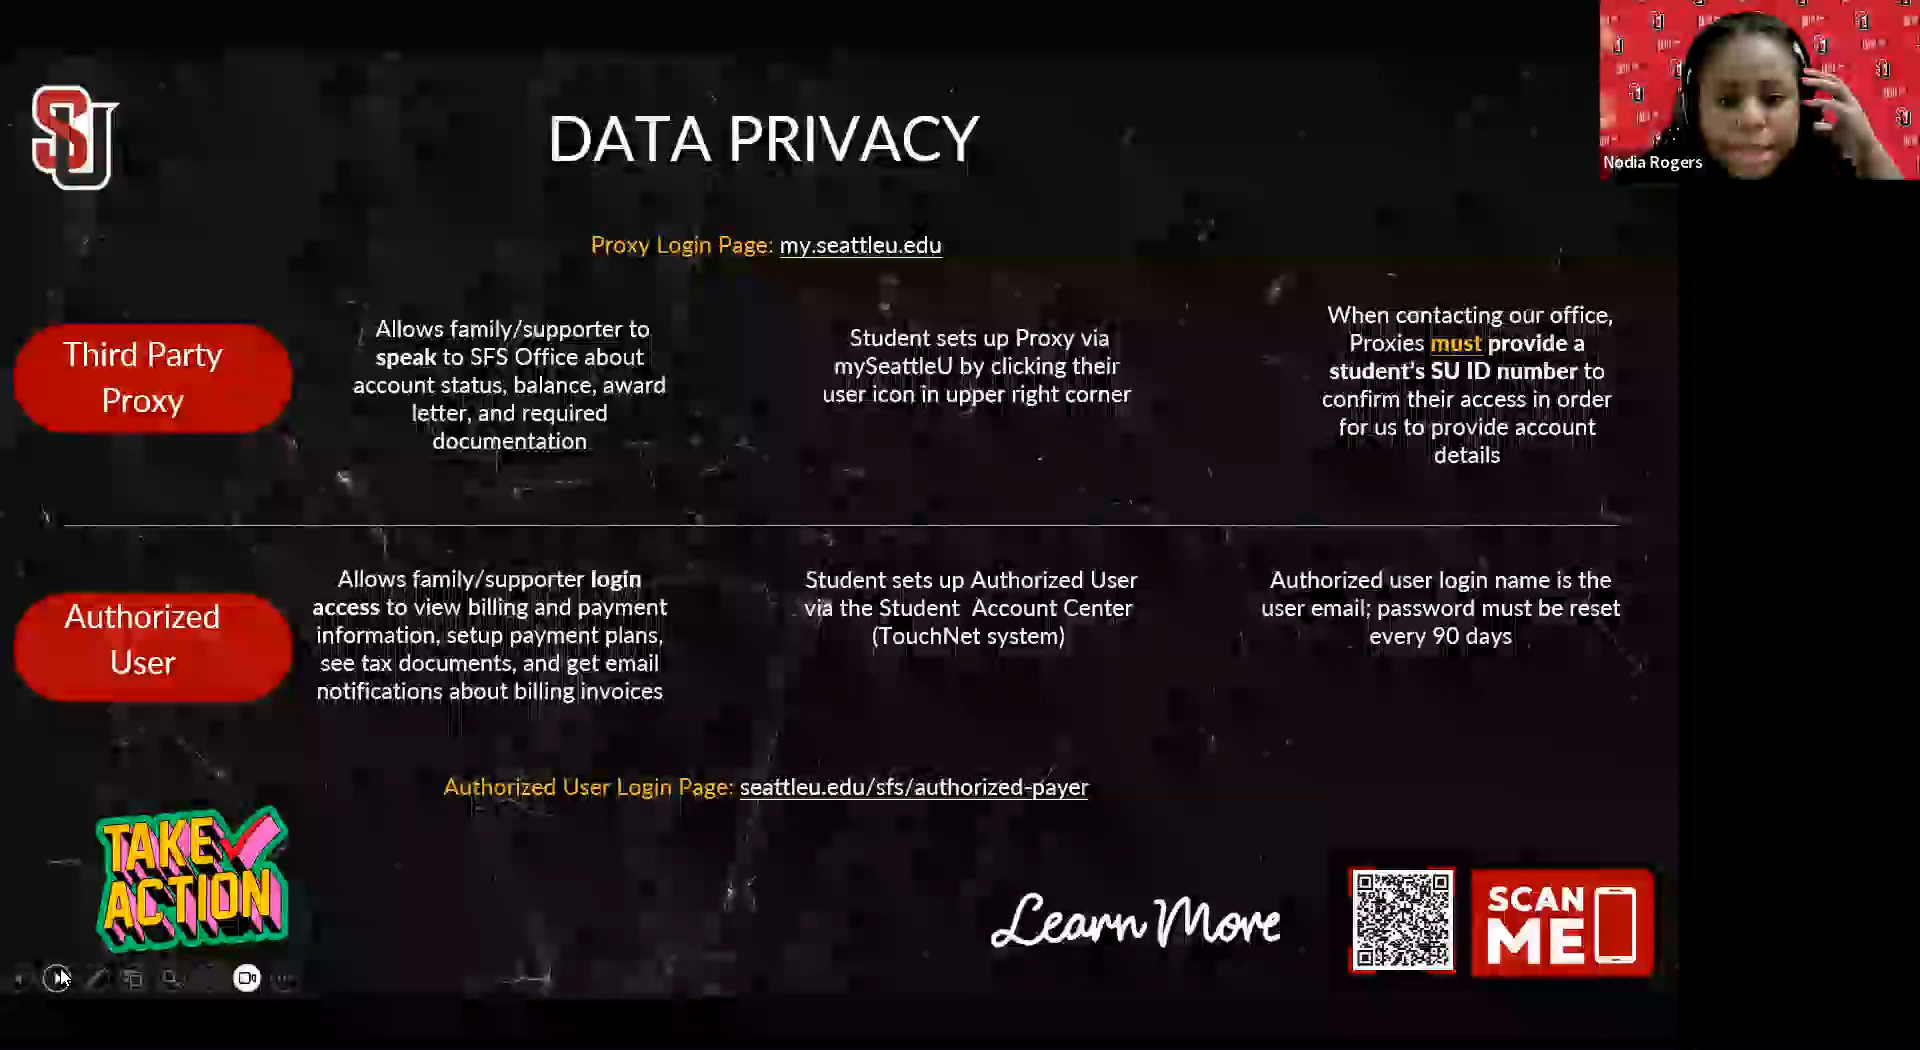 SU
DATA PRIVACY
Nodia Rogers
Proxy Login Page: my.seattleu.edu
Third Party
Proxy
Allows family/supporter to
speak to SFS Office about
account status, balance, award
letter, and required
documentation
Student sets up Proxy via
mySeattleU by clicking their
user icon in upper right corner
When contacting our office,
Proxies must provide a
student's SU ID number to
confirm their access in order
for us to provide account
details
Authorized
User
Allows family/supporter login
access to view billing and payment
information, setup payment plans,
see tax documents, and get email
notifications about billing invoices
Student sets up Authorized User
via the Student Account Center
(TouchNet system)
Authorized user login name is the
user email; password must be reset
every 90 days
Authorized User Login Page: seattleu.edu/sfs/authorized-payer
TAKE
ACTION
Learn More
SCAN
ME